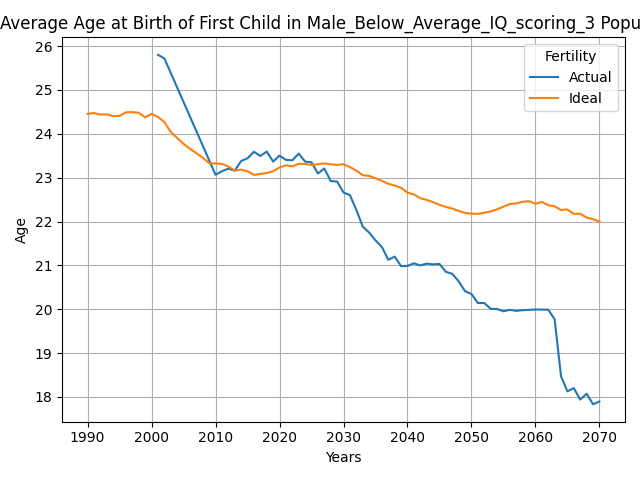 Average Age at Birth of First Child in Male_Below_Average_IQ_scoring_3 Popu
Fertility
Actual
Ideal
26
25
24
23
22
21
20
19
18
Age
1990 2000 2010 2020 2030 2040 2050 2060 2070
Years